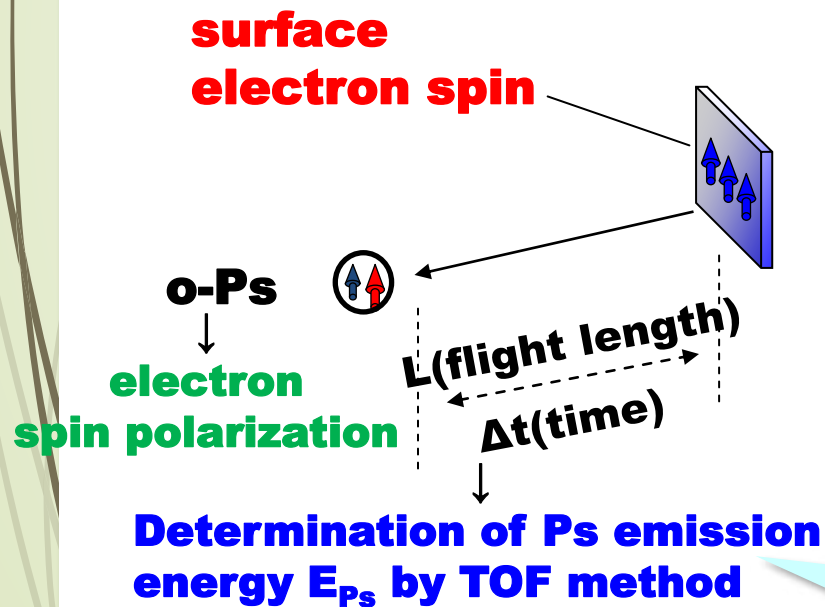 surface
electron spin
o-Ps
↓
electron
spin polarization
L(flight length)
Δt(time)
↓
Determination of Ps emission
energy EPs by TOF method